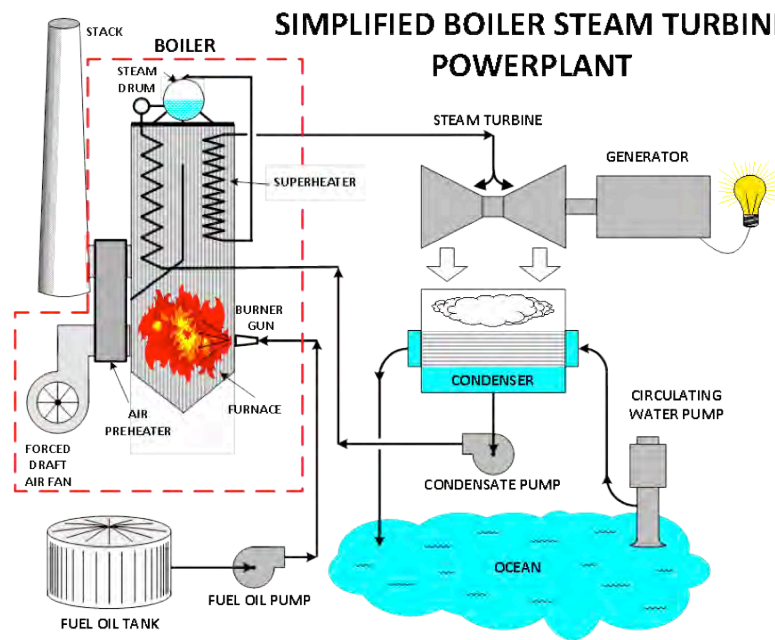 SIMPLIFIED BOILER STEAM TURBIN
POWERPLANT
STACK
BOILER
STEAM
DRUM
STEAM TURBINE
GENERATOR
SUPERHEATER
BURNER
GUN
CONDENSER
CIRCULATING
WATER PUMP
FURNACE
AIR
PREHEATER
FORCED
DRAFT
AIR FAN
CONDENSATE PUMP
OCEAN
FUEL OIL PUMP
FUEL OIL TANK